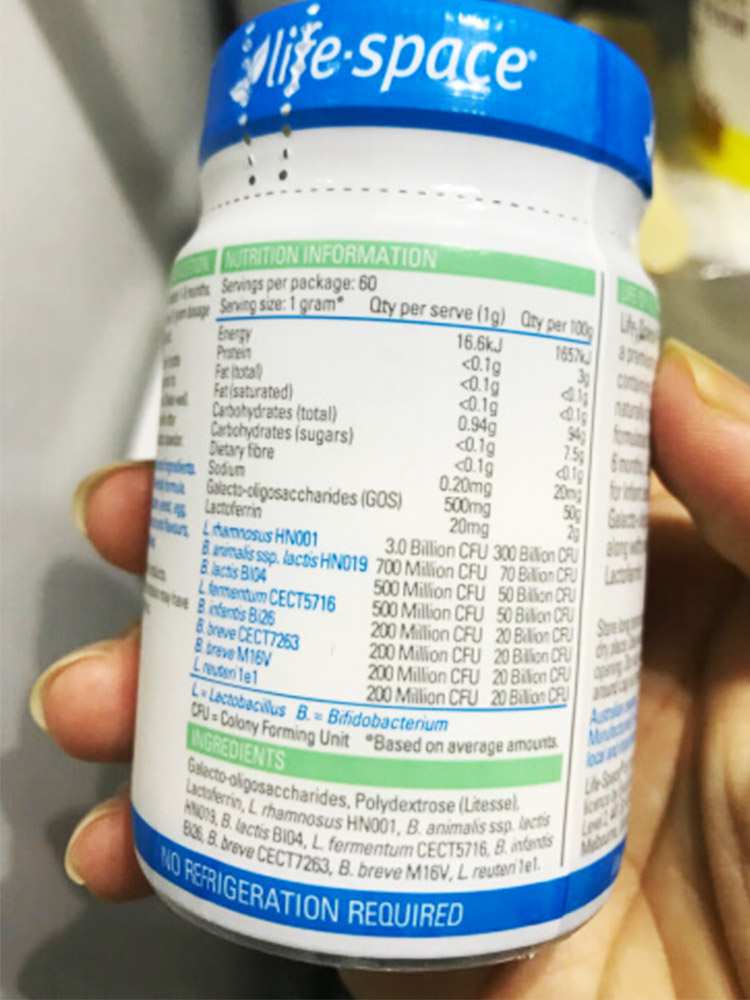 life·space
NUTRITION INFORMATION
Servings per package: 60
Serving size: 1 gram* Qty per serve (1g) Qty per 100g
Energy 16.6kJ 1657kJ
Protein <0.1g 3g
Fat (total) <0.1g <0.1g
Fat (saturated) <0.1g <0.1g
Carbohydrates (total) 0.94g 94g
Carbohydrates (sugars) <0.1g 7.5g
Dietary fibre <0.1g <0.1g
Sodium 0.20mg 20mg
Galacto-oligosaccharides (GOS) 500mg 50g
Lactoferrin 20mg 2g
L.rhamnosus HN001 3.0 Billion CFU 300 Billion CFU
B. animalis ssp. lactis HN019 700 Million CFU 70 Billion CFU
B. lactis BI04 500 Million CFU 50 Billion CFU
L. fermentum CECT5716 500 Million CFU 50 Billion CFU
B. infantis Bi26 200 Million CFU 20 Billion CFU
B. breve CECT7263 200 Million CFU 20 Billion CFU
B. breve M16V 200 Million CFU 20 Billion CFU
L. reuteri 1e1 200 Million CFU 20 Billion CFU
L = Lactobacillus B. = Bifidobacterium
CFU = Colony Forming Unit *Based on average amounts.
INGREDIENTS
Galacto-oligosaccharides, Polydextrose (Litesse),
Lactoferrin, L rhamnosus HN001, B. animalis ssp. lactis
HN019, B. lactis BI04, L. fermentum CECT5716, B. infantis
Bi26, B. breve CECT7263, B. breve M16V, L reuteri 1e1.
NO REFRIGERATION REQUIRED